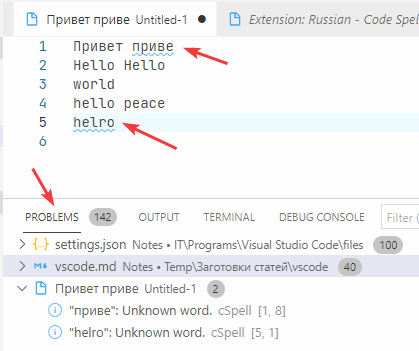 Привет приве Untitled-1 ●
Extension: Russian - Code Spel
1 Привет приве
2 Hello Hello
3 world
4 hello peace
5 helro
6
PROBLEMS 142 OUTPUT TERMINAL DEBUG CONSOLE Filter (
settings.json Notes • IT\Programs\Visual Studio Code\files 100
vscode.md Notes • Temp\Заготовки статей\vscode 40
Привет приве Untitled-1 2
"приве": Unknown word. cSpell [1, 8]
"helro": Unknown word. cSpell [5, 1]